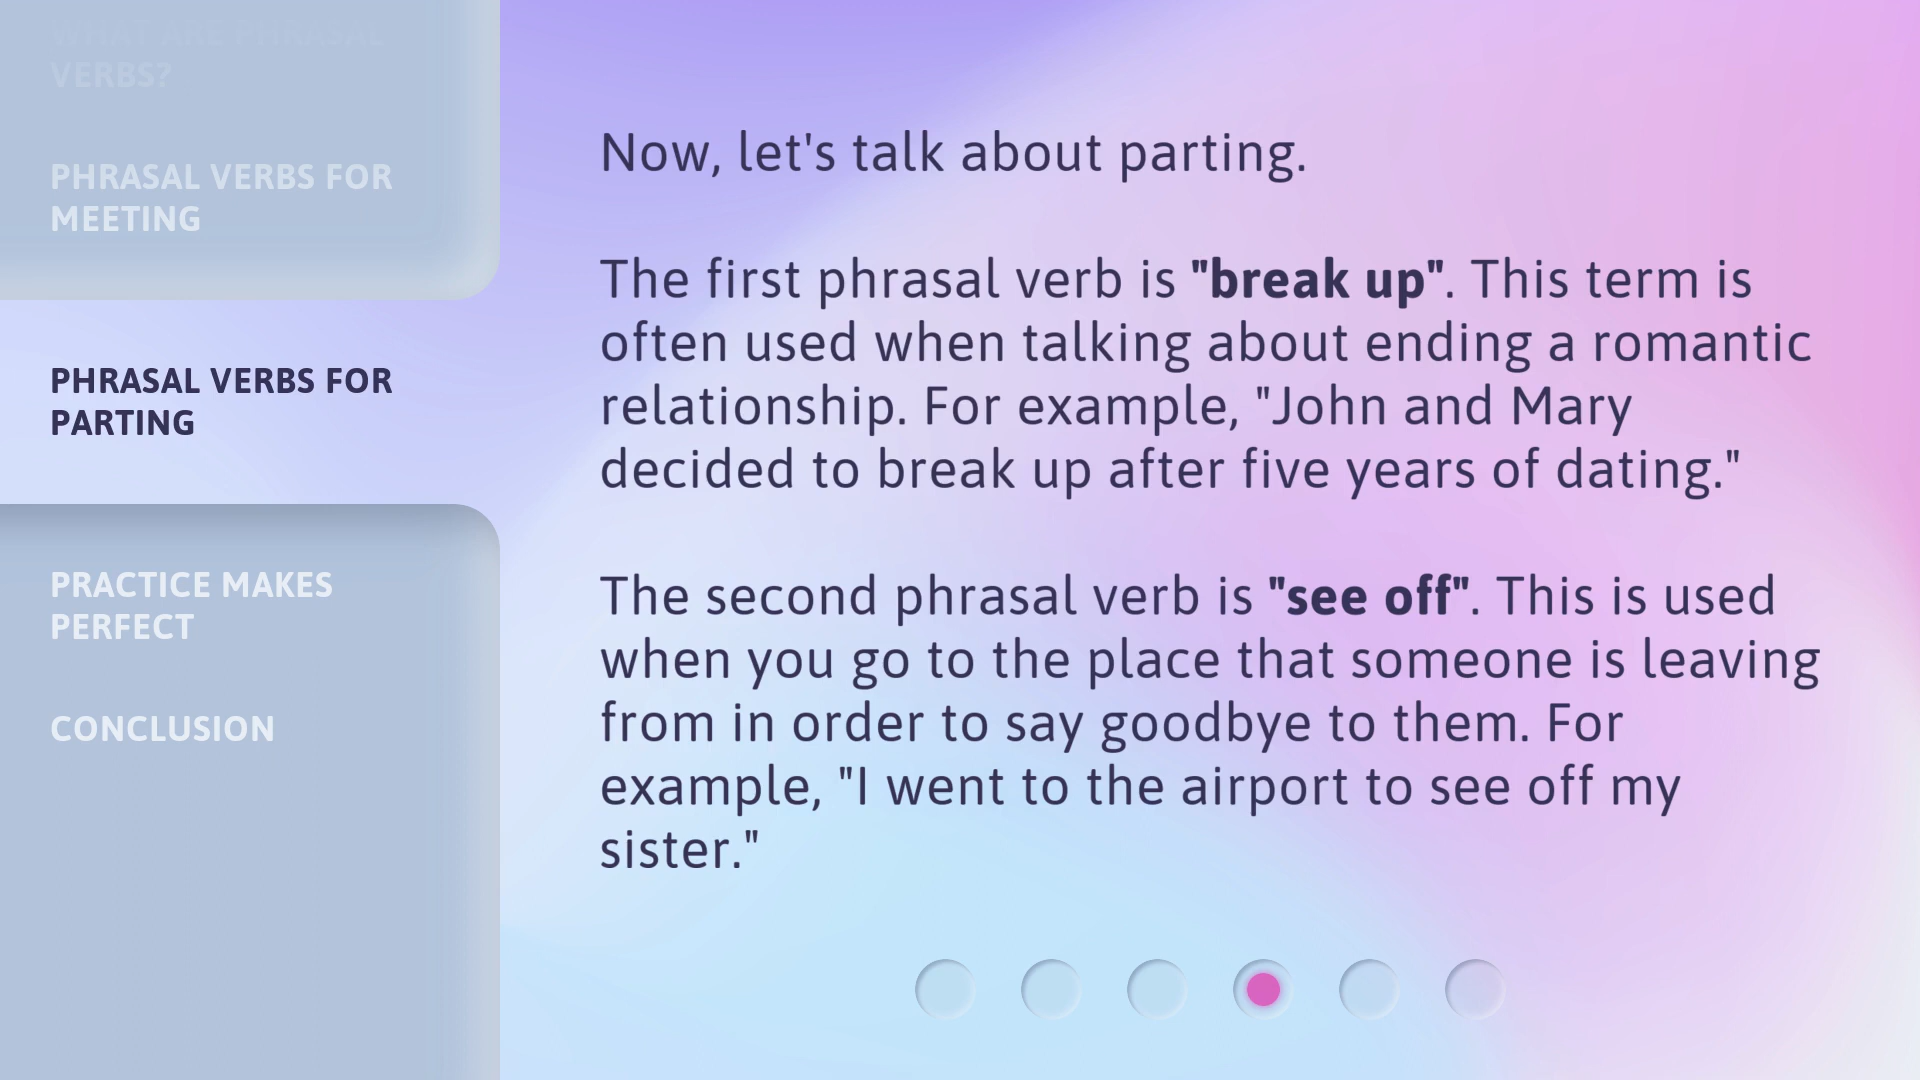 WHAT ARE PHRASAL
VERBS?
PHRASAL VERBS FOR
MEETING
PHRASAL VERBS FOR
PARTING
PRACTICE MAKES
PERFECT
CONCLUSION
Now, let's talk about parting.
The first phrasal verb is "break up". This term is
often used when talking about ending a romantic
relationship. For example, "John and Mary
decided to break up after five years of dating."
The second phrasal verb is "see off". This is used
when you go to the place that someone is leaving
from in order to say goodbye to them. For
example, "I went to the airport to see off my
sister."